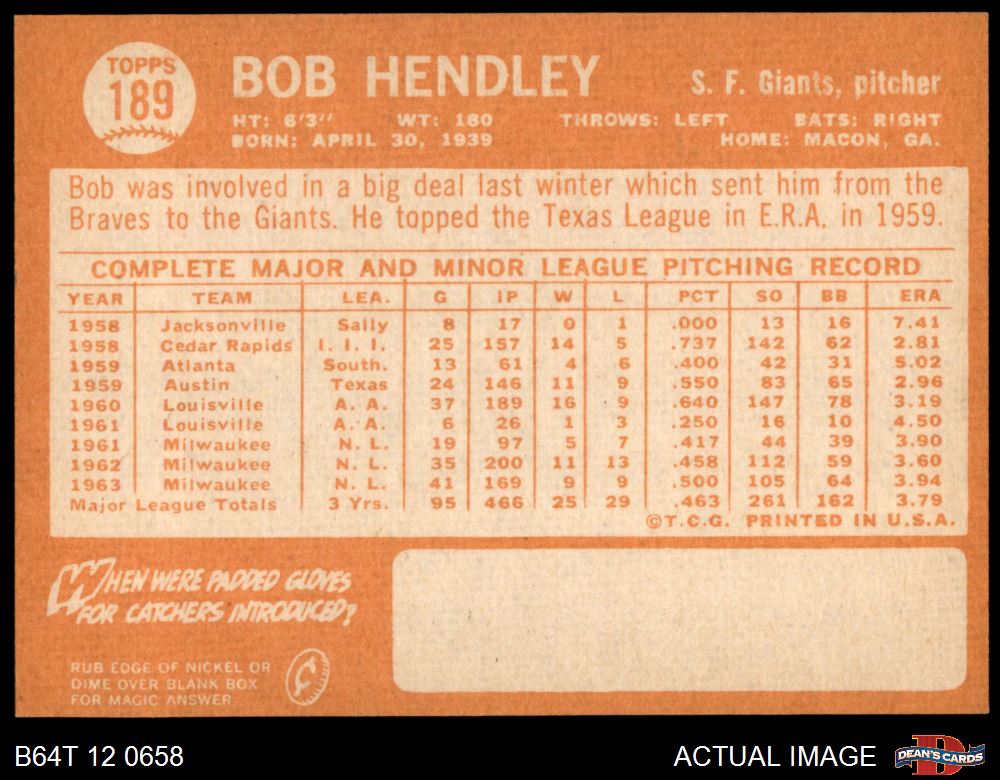 TOPPS
189
BOB HENDLEY
S. F. Giants, pitcher
HT: 6'3" WT: 180 THROWS: LEFT BATS: RIGHT
BORN: APRIL 30, 1939 HOME: MACON, GA.
Bob was involved in a big deal last winter which sent him from the
Braves to the Giants. He topped the Texas League in E.R.A. in 1959.
COMPLETE MAJOR AND MINOR LEAGUE PITCHING RECORD
YEAR TEAM LEA. G IP W L PCT SO BB ERA
1958 Jacksonville Sally 8 17 0 1 .000 13 16 7.41
1958 Cedar Rapids I. I. I. 25 157 14 5 .737 142 62 2.81
1959 Atlanta South. 13 61 4 6 .400 42 31 5.02
1959 Austin Texas 24 146 11 9 .550 83 65 2.96
1960 Louisville A. A. 37 189 16 9 .640 147 78 3.19
1961 Louisville A. A. 6 26 1 3 .250 16 10 4.50
1961 Milwaukee N. L. 19 97 5 7 .417 44 39 3.90
1962 Milwaukee N. L. 35 200 11 13 .458 112 59 3.60
1963 Milwaukee N. L. 41 169 9 9 .500 105 64 3.94
Major League Totals 3 Yrs. 95 466 25 29 .463 261 162 3.79
©T.C.G. PRINTED IN U.S.A.
WHEN WERE PADDED GLOVES
FOR CATCHERS INTRODUCED?
RUB EDGE OF NICKEL OR
DIME OVER BLANK BOX
FOR MAGIC ANSWER
B64T 12 0658
ACTUAL IMAGE
DEAN'S CARDS